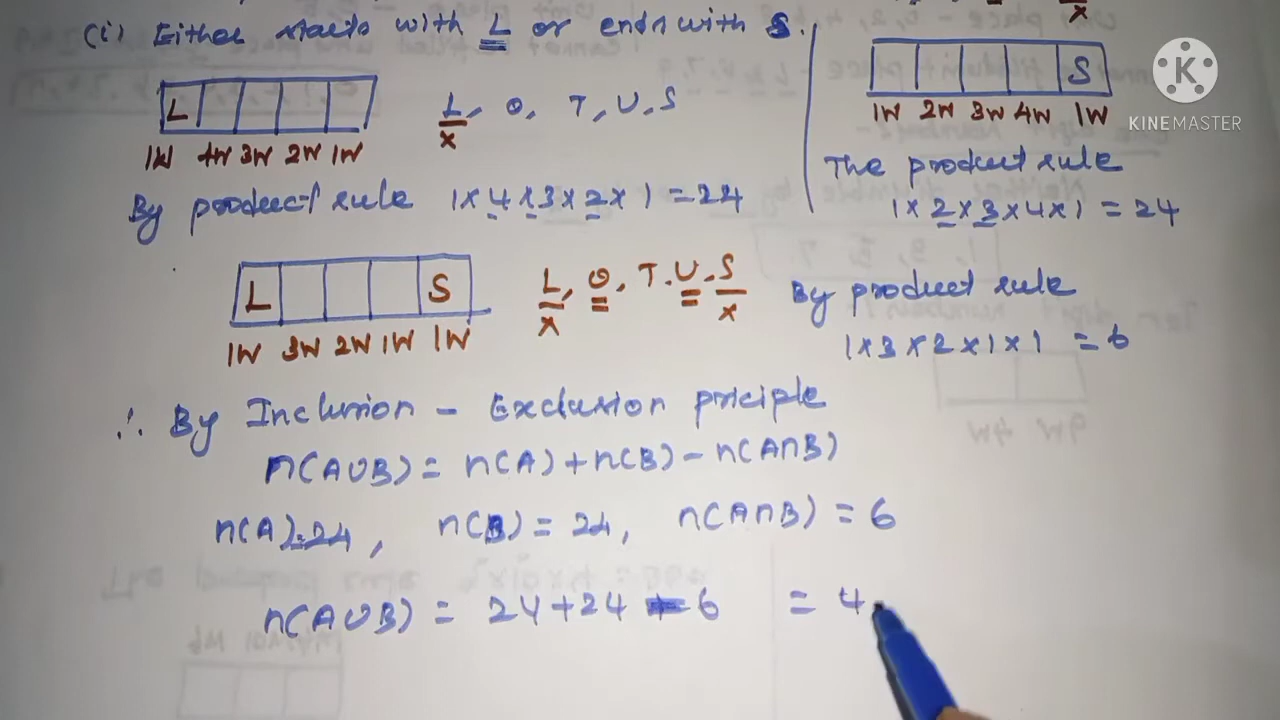 (i) Either starts with L or ends with S.
L
1W 4W 3W 2W 1W
L, O, T, U, S
x
By product rule 1×4×3×2×1 = 24
x
S
1W 2W 3W 4W 1W
The product rule
1×2×3×4×1 = 24
KINEMASTER
L S
1W 3W 2W 1W 1W
L, O, T. U, S
x x
By product rule
1×3×2×1×1 = 6
∴ By Inclusion - Exclusion priciple
n(A∪B) = n(A)+n(B) - n(A∩B)
n(A)=24, n(B) = 24, n(A∩B) = 6
n(A∪B) = 24+24 - 6 = 4